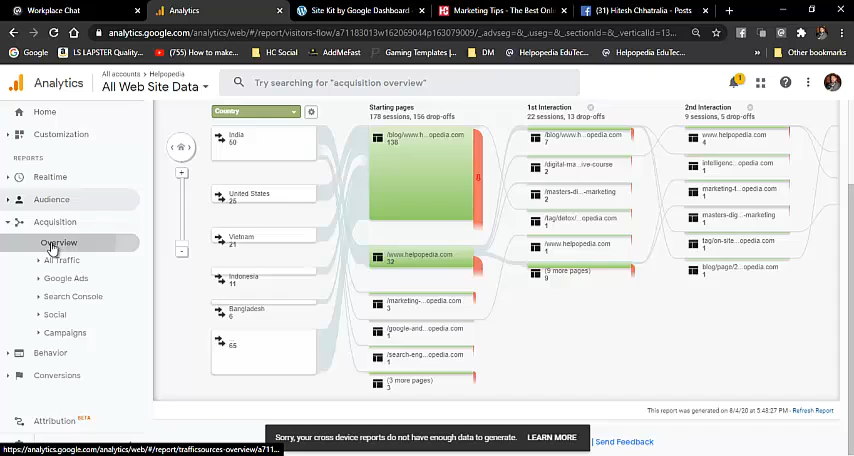 Workplace Chat
Analytics
Site Kit by Google Dashboard
Marketing Tips - The Best Onl
(31) Hitesh Chhatralia - Posts
analytics.google.com/analytics/web/#/report/visitors-flow/a71183013w162069044p163079009/_advseg=&_useg=&_.sectionId=&_.verticalId=13...
Google
LS LAPSTER LEVEL (5...
(755) How to make...
HC Social
AddMeFast
Gaming Templates |...
DM
Helpopedia EduTec...
Helpopedia EduTec...
Other bookmarks
Analytics
All accounts > Helpopedia
All Web Site Data
Try searching for "acquisition overview"
1
Home
Customization
REPORTS
Realtime
Audience
Acquisition
Overview
All Traffic
Google Ads
Search Console
Social
Campaigns
Behavior
Conversions
Attribution BETA
Country
Starting pages
178 sessions, 156 drop-offs
1st Interaction
22 sessions, 13 drop-offs
2nd Interaction
9 sessions, 5 drop-offs
India
50
United States
25
Vietnam
21
Indonesia
11
Bangladesh
6
...
65
/blog/www.h...opedia.com
138
/www.helpopedia.com
32
/marketing-...opedia.com
3
/google-and...opedia.com
1
/search-eng...opedia.com
1
(3 more pages)
3
/blog/www.h...opedia.com
7
/digital-ma...ive-course
2
/masters-di...-marketing
2
/tag/detox/...opedia.com
1
/www.helpopedia.com
1
(9 more pages)
9
www.helpopedia.com
4
intelligenc...opedia.com
1
marketing-t...opedia.com
1
masters-dig...-marketing
1
tag/on-site...opedia.com
1
blog/page/2...opedia.com
1
This report was generated on 8/4/20 at 5:48:27 PM - Refresh Report
Sorry, your cross device reports do not have enough data to generate.
LEARN MORE
| Send Feedback
https://analytics.google.com/analytics/web/#/report/trafficsources-overview/a711...